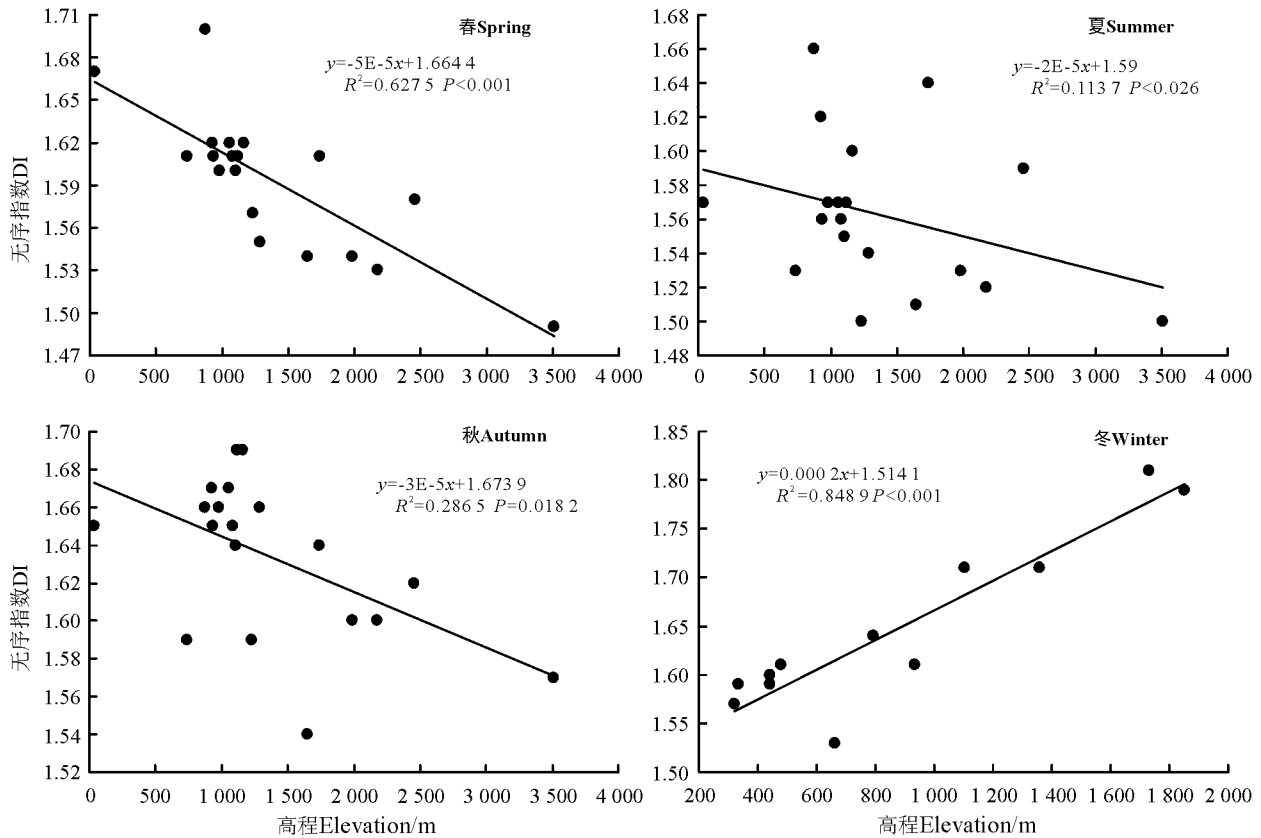 春Spring
y=-5E-5x+1.664 4
R²=0.627 5 P<0.001
无序指数DI
1.71
1.68
1.65
1.62
1.59
1.56
1.53
1.50
1.47
0 500 1 000 1 500 2 000 2 500 3 000 3 500 4 000
夏Summer
y=-2E-5x+1.59
R²=0.113 7 P<0.026
1.68
1.66
1.64
1.62
1.60
1.58
1.56
1.54
1.52
1.50
1.48
0 500 1 000 1 500 2 000 2 500 3 000 3 500 4 000
秋Autumn
y=-3E-5x+1.673 9
R²=0.286 5 P=0.018 2
无序指数DI
1.70
1.68
1.66
1.64
1.62
1.60
1.58
1.56
1.54
1.52
0 500 1 000 1 500 2 000 2 500 3 000 3 500 4 000
高程Elevation/m
冬Winter
y=0.000 2x+1.514 1
R²=0.848 9 P<0.001
1.85
1.80
1.75
1.70
1.65
1.60
1.55
1.50
200 400 600 800 1 000 1 200 1 400 1 600 1 800 2 000
高程Elevation/m